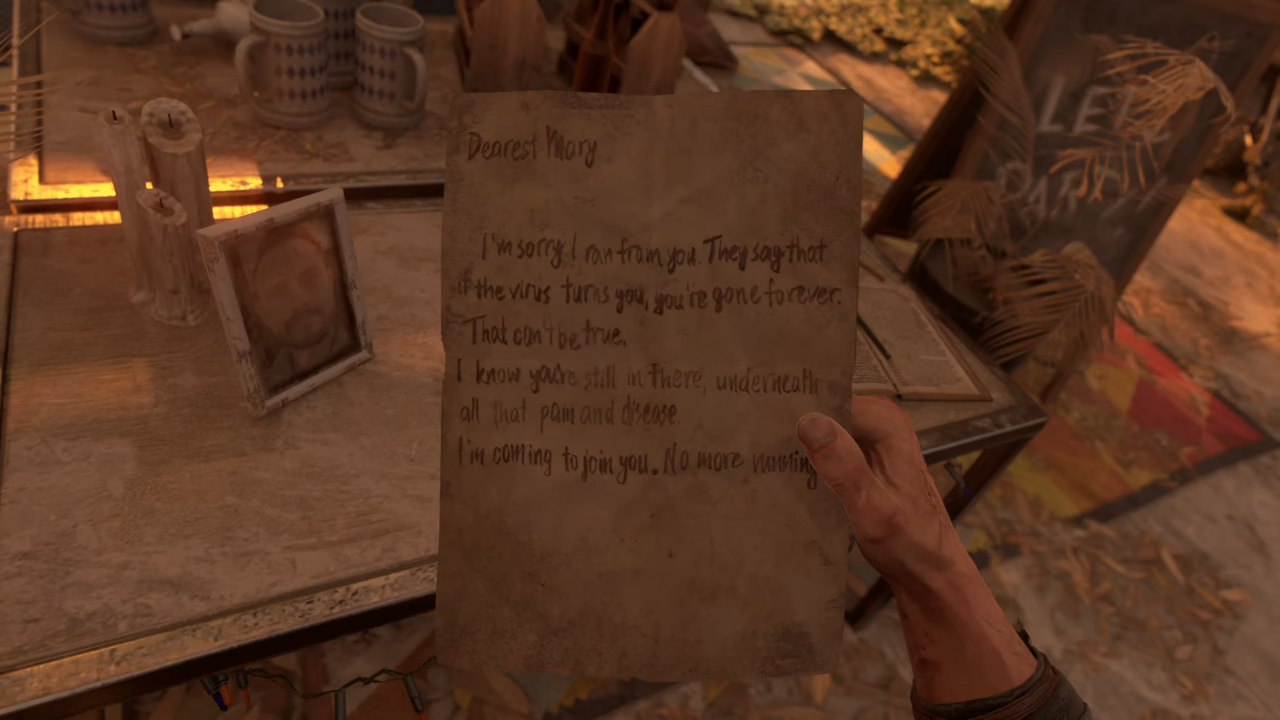 Dearest Mary
I'm sorry I ran from you. They say that
if the virus turns you, you're gone forever.
That can't be true.
I know you're still in there, underneath
all that pain and disease.
I'm coming to join you. No more running
PARTY